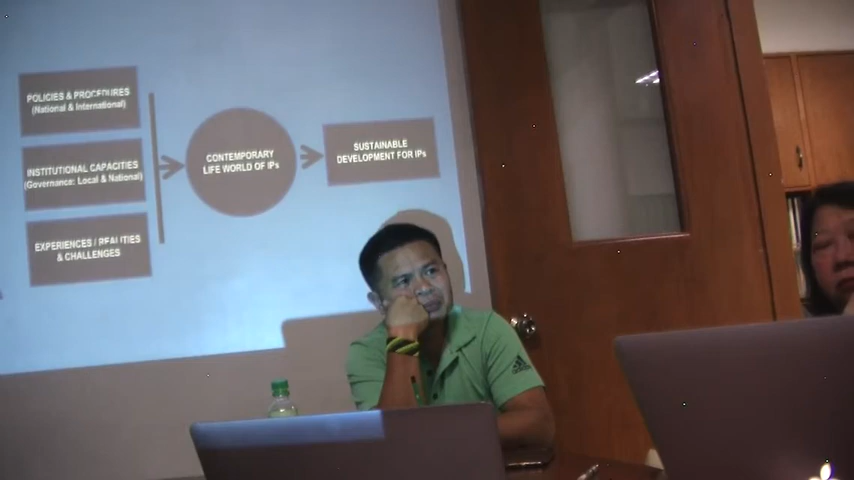 POLICIES & PROCEDURES
(National & International)
INSTITUTIONAL CAPACITIES
(Governance: Local & National)
EXPERIENCES / REALITIES
& CHALLENGES
CONTEMPORARY
LIFE WORLD OF IPs
SUSTAINABLE
DEVELOPMENT FOR IPs
adidas